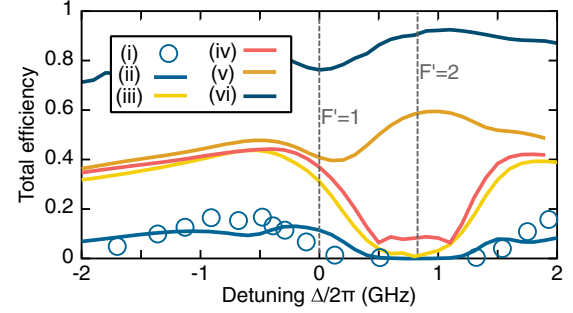 1
0.8
0.6
0.4
0.2
0
Total efficiency
(i)
(ii)
(iii)
(iv)
(v)
(vi)
F'=1
F'=2
-2
-1
0
1
2
Detuning Δ/2π (GHz)